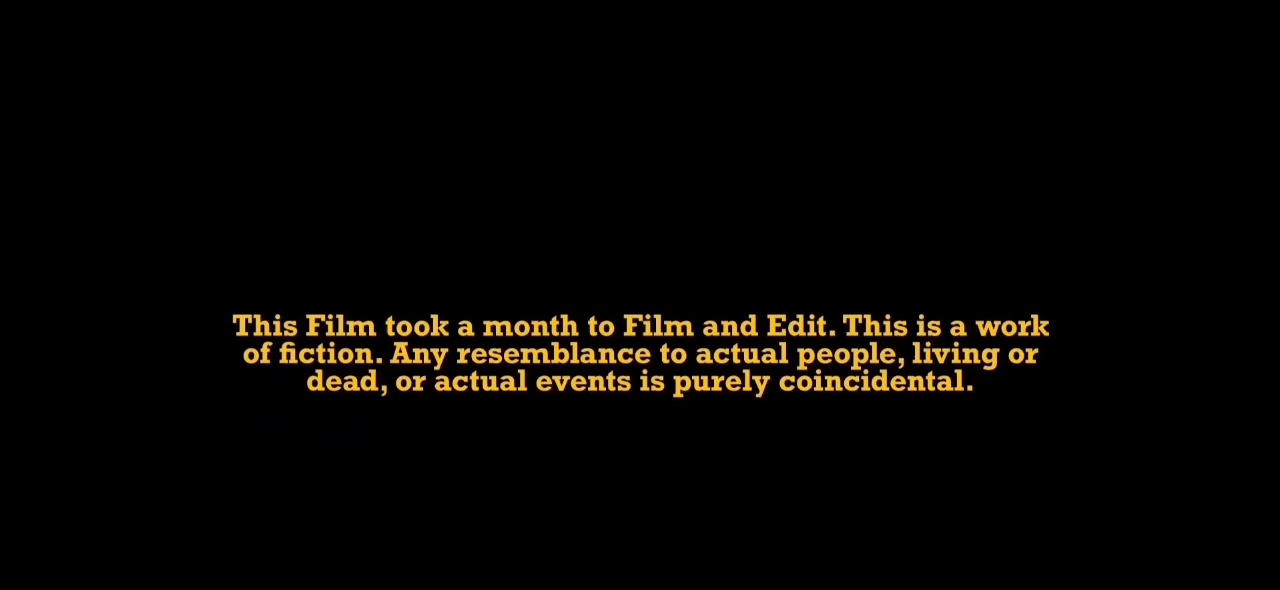 This Film took a month to Film and Edit. This is a work
of fiction. Any resemblance to actual people, living or
dead, or actual events is purely coincidental.